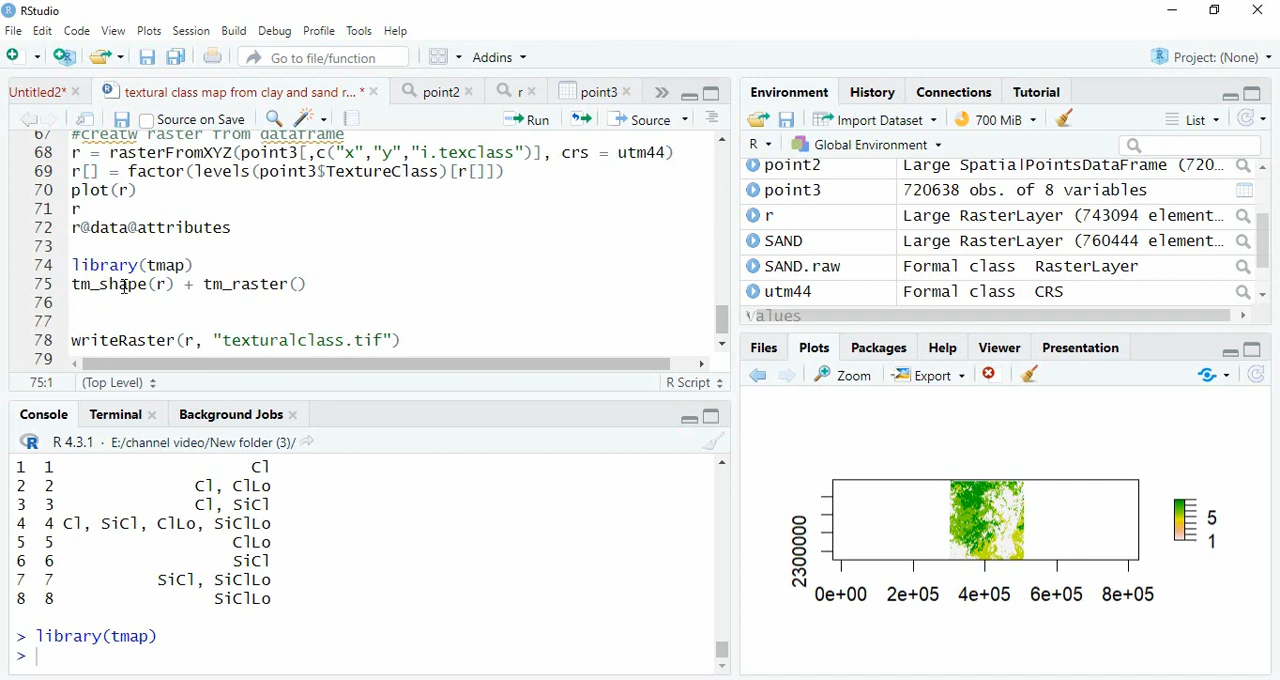 RStudio
File Edit Code View Plots Session Build Debug Profile Tools Help
Go to file/function Addins Project: (None)
Untitled2* textural class map from clay and sand r... * point2 r point3
Source on Save Run Source
67 #creatw raster from dataframe
68 r = rasterFromXYZ(point3[,c("x","y","i.texclass")], crs = utm44)
69 r[] = factor(levels(point3$TextureClass)[r[]])
70 plot(r)
71 r
72 r@data@attributes
73
74 library(tmap)
75 tm_shape(r) + tm_raster()
76
77
78 writeRaster(r, "texturalclass.tif")
79
75:1 (Top Level) R Script
Console Terminal Background Jobs
R 4.3.1 · E:/channel video/New folder (3)/
1 1 Cl
2 2 Cl, ClLo
3 3 Cl, SiCl
4 4 Cl, SiCl, ClLo, SiClLo
5 5 ClLo
6 6 SiCl
7 7 SiCl, SiClLo
8 8 SiClLo
> library(tmap)
>
Environment History Connections Tutorial
Import Dataset 700 MiB List
R Global Environment
point2 Large SpatialPointsDataFrame (720...
point3 720638 obs. of 8 variables
r Large RasterLayer (743094 element...
SAND Large RasterLayer (760444 element...
SAND.raw Formal class RasterLayer
utm44 Formal class CRS
Values
Files Plots Packages Help Viewer Presentation
Zoom Export
2300000
0e+00 2e+05 4e+05 6e+05 8e+05
5
1